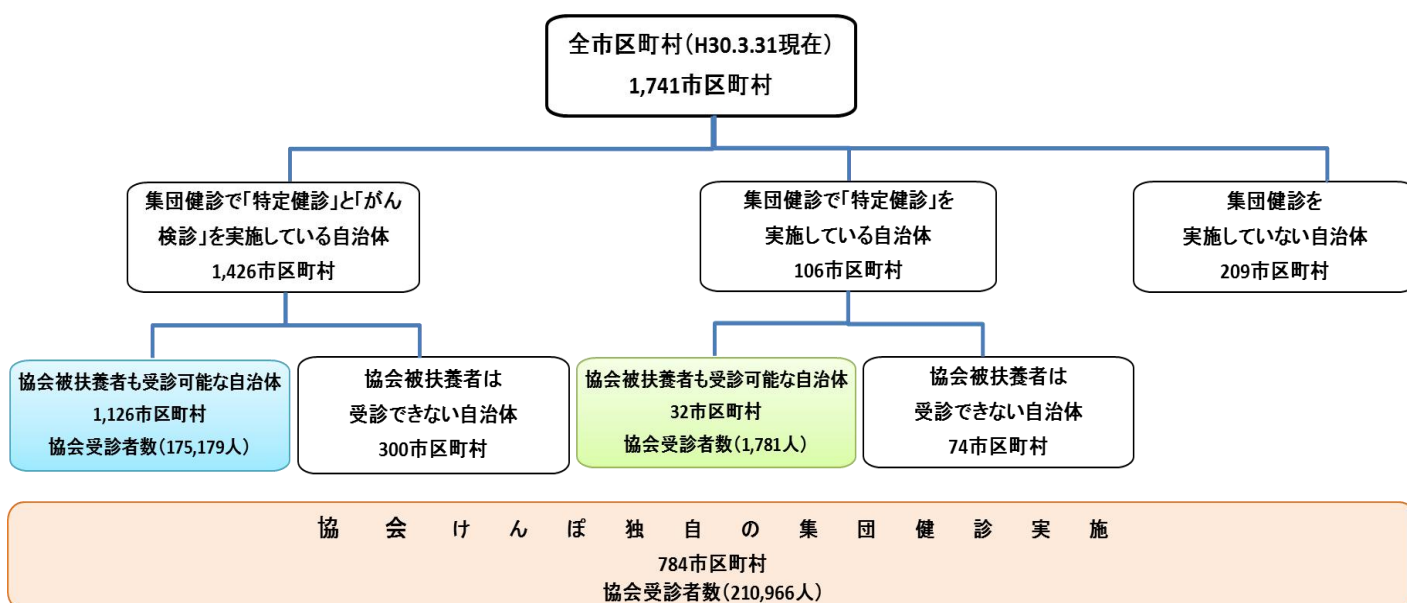 全市区町村(H30.3.31現在)
1,741市区町村
集団健診で「特定健診」と「がん
検診」を実施している自治体
1,426市区町村
集団健診で「特定健診」を
実施している自治体
106市区町村
集団健診を
実施していない自治体
209市区町村
協会被扶養者も受診可能な自治体
1,126市区町村
協会受診者数(175,179人)
協会被扶養者は
受診できない自治体
300市区町村
協会被扶養者も受診可能な自治体
32市区町村
協会受診者数(1,781人)
協会被扶養者は
受診できない自治体
74市区町村
協会けんぽ独自の集団健診実施
784市区町村
協会受診者数(210,966人)